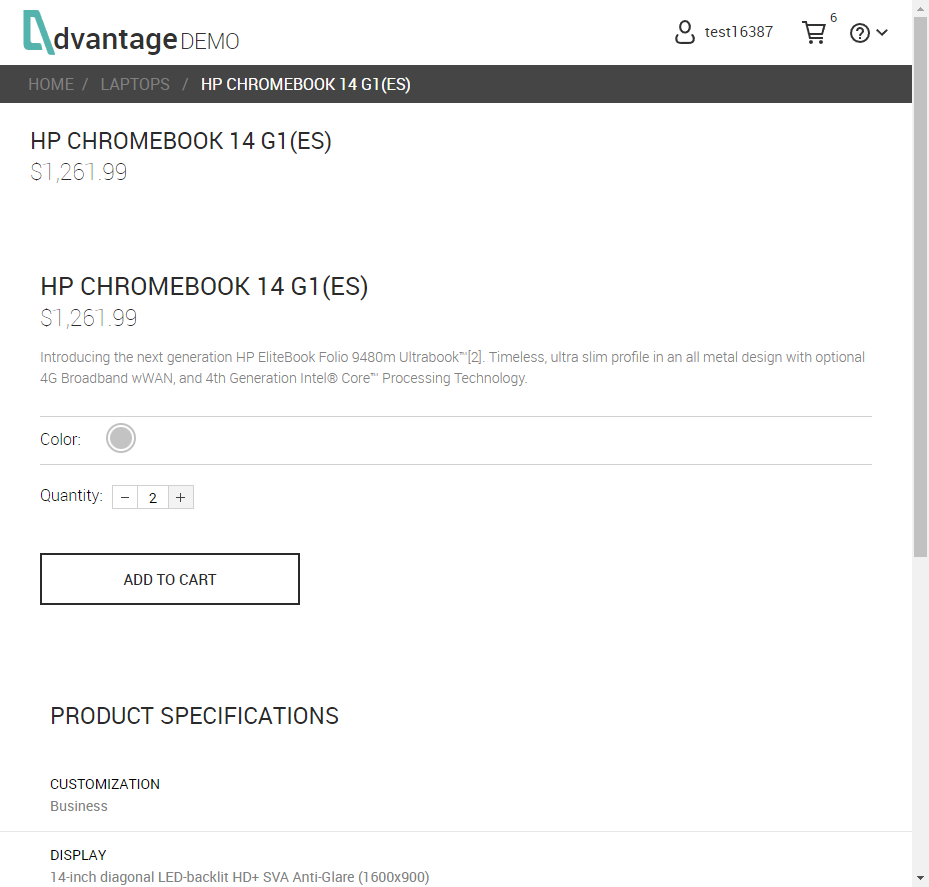 dvantage DEMO
test16387
6
?
HOME / LAPTOPS / HP CHROMEBOOK 14 G1(ES)
HP CHROMEBOOK 14 G1(ES)
$1,261.99
HP CHROMEBOOK 14 G1(ES)
$1,261.99
Introducing the next generation HP EliteBook Folio 9480m Ultrabook™[2]. Timeless, ultra slim profile in an all metal design with optional
4G Broadband wWAN, and 4th Generation Intel® Core™ Processing Technology.
Color:
Quantity: − 2 +
ADD TO CART
PRODUCT SPECIFICATIONS
CUSTOMIZATION
Business
DISPLAY
14-inch diagonal LED-backlit HD+ SVA Anti-Glare (1600x900)